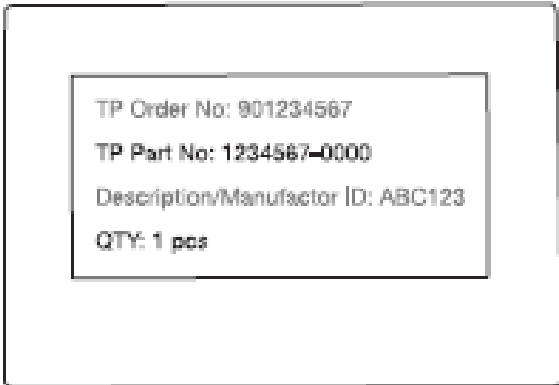 TP Order No: 901234567
TP Part No: 1234567–0000
Description/Manufactor ID: ABC123
QTY: 1 pcs